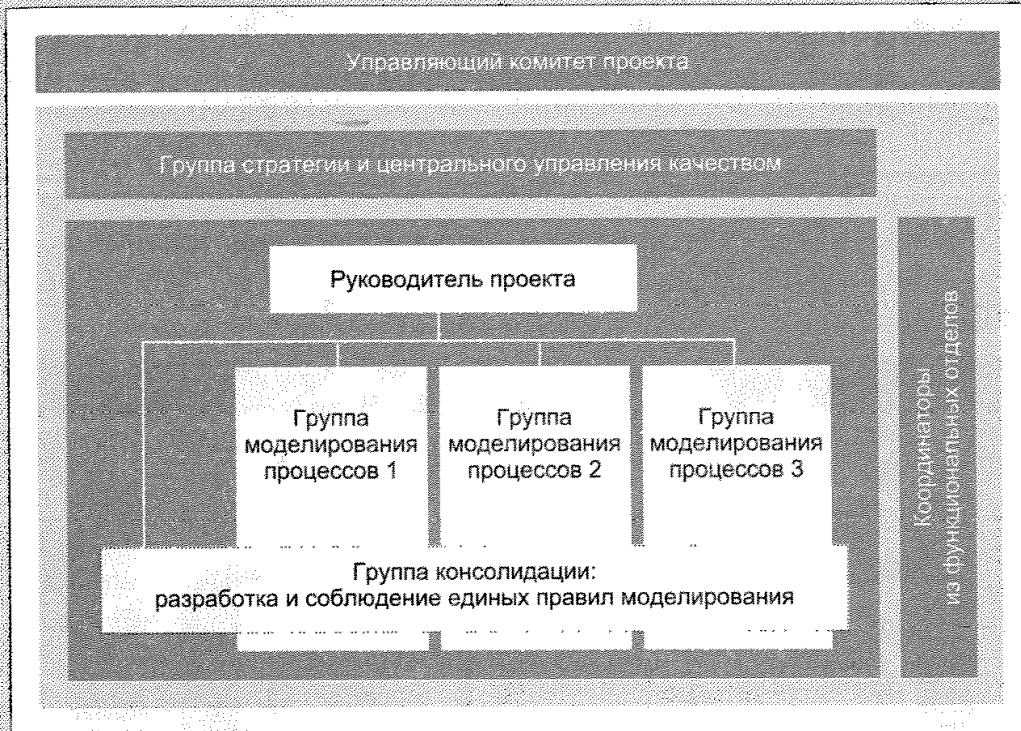 Управляющий комитет проекта
Группа стратегии и центрального управления качеством
Руководитель проекта
Группа
моделирования
процессов 1
Группа
моделирования
процессов 2
Группа
моделирования
процессов 3
Группа консолидации:
разработка и соблюдение единых правил моделирования
Координаторы
из функциональных отделов